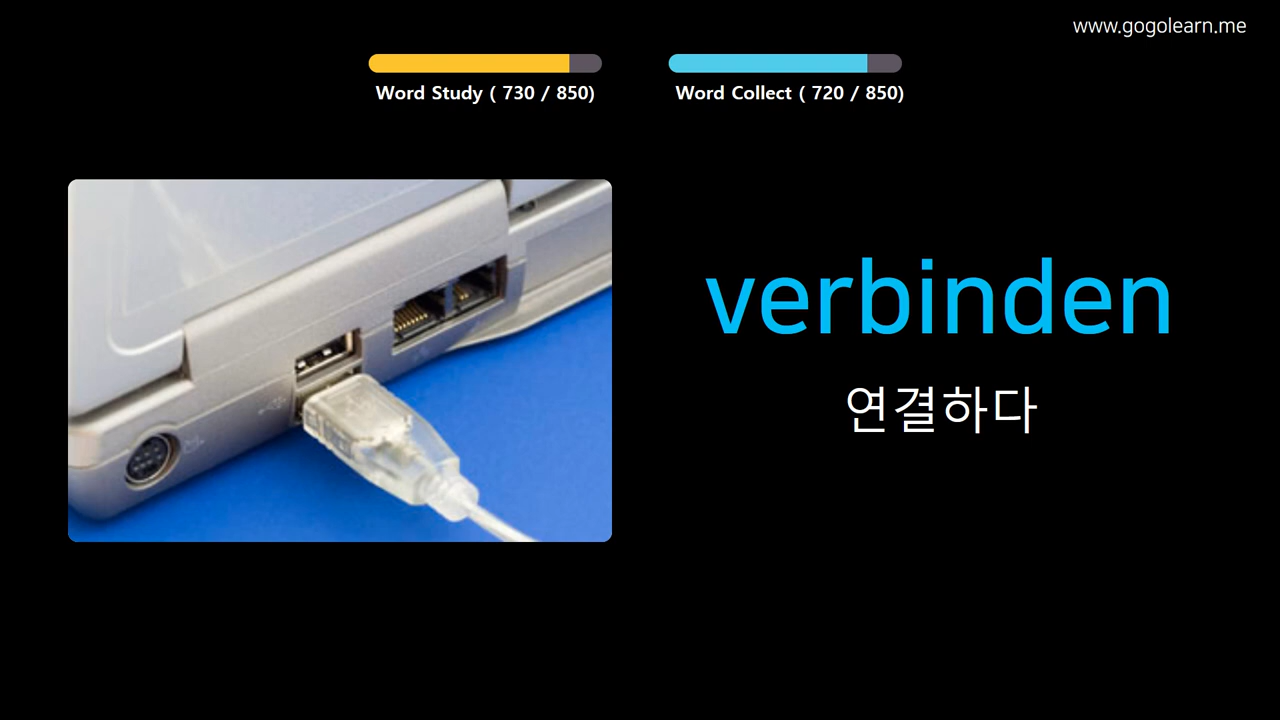 www.gogolearn.me
Word Study ( 730 / 850)
Word Collect ( 720 / 850)
verbinden
연결하다